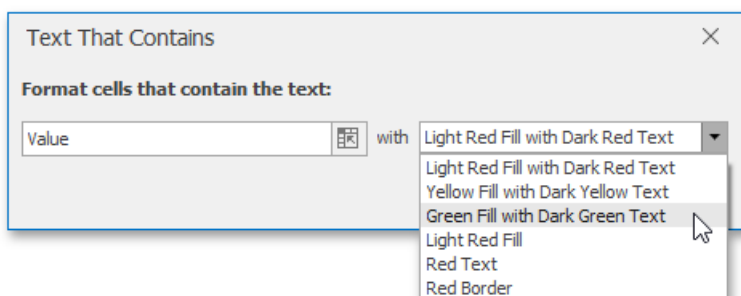 Text That Contains
Format cells that contain the text:
Value with Light Red Fill with Dark Red Text
Light Red Fill with Dark Red Text
Yellow Fill with Dark Yellow Text
Green Fill with Dark Green Text
Light Red Fill
Red Text
Red Border